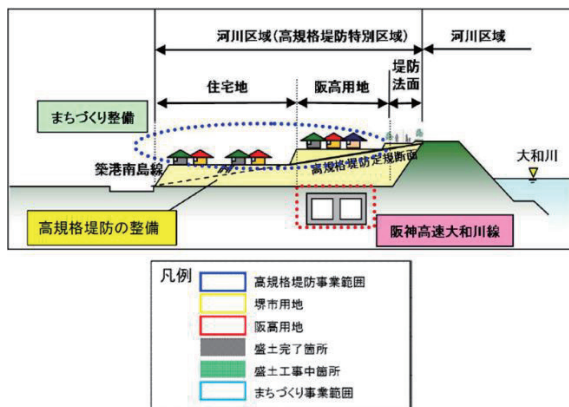 河川区域(高規格堤防特別区域)
河川区域
住宅地
阪高用地
堤防
法面
まちづくり整備
築港南島線
高規格堤防定規断面
大和川
高規格堤防の整備
阪神高速大和川線
凡例
高規格堤防事業範囲
堺市用地
阪高用地
盛土完了箇所
盛土工事中箇所
まちづくり事業範囲